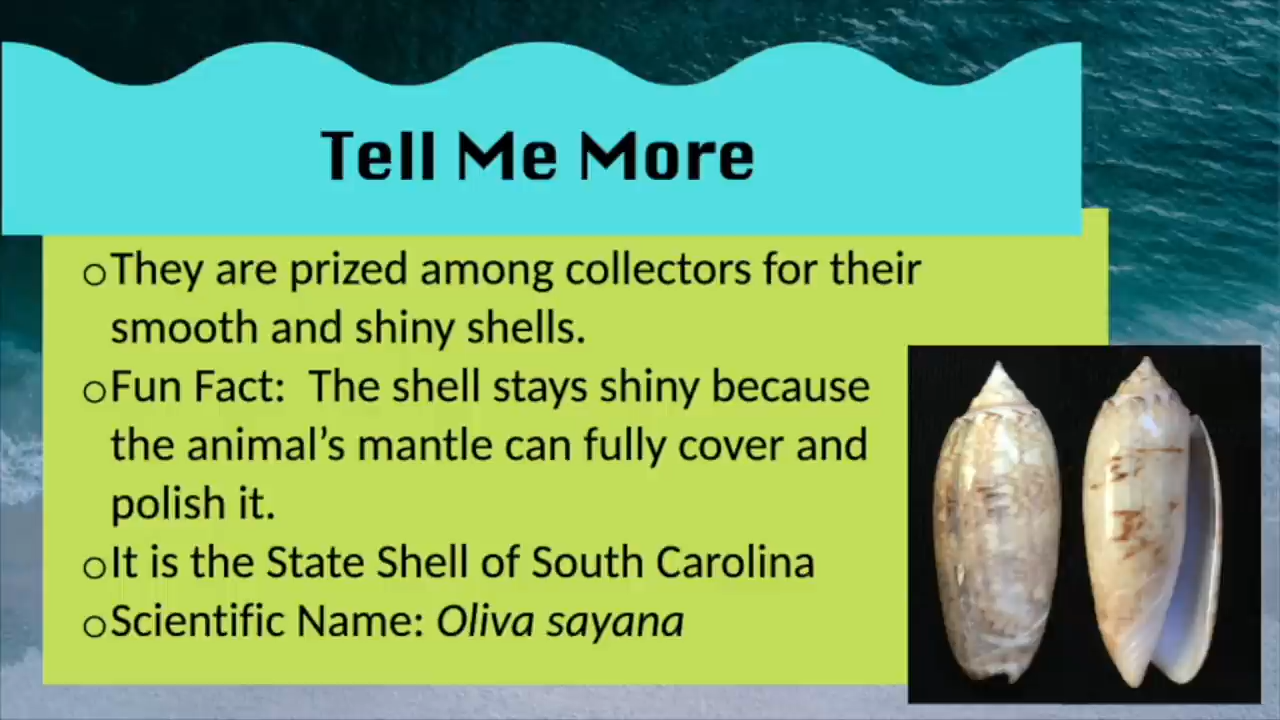 Tell Me More
oThey are prized among collectors for their
smooth and shiny shells.
oFun Fact:  The shell stays shiny because
the animal’s mantle can fully cover and
polish it.
oIt is the State Shell of South Carolina
oScientific Name: Oliva sayana